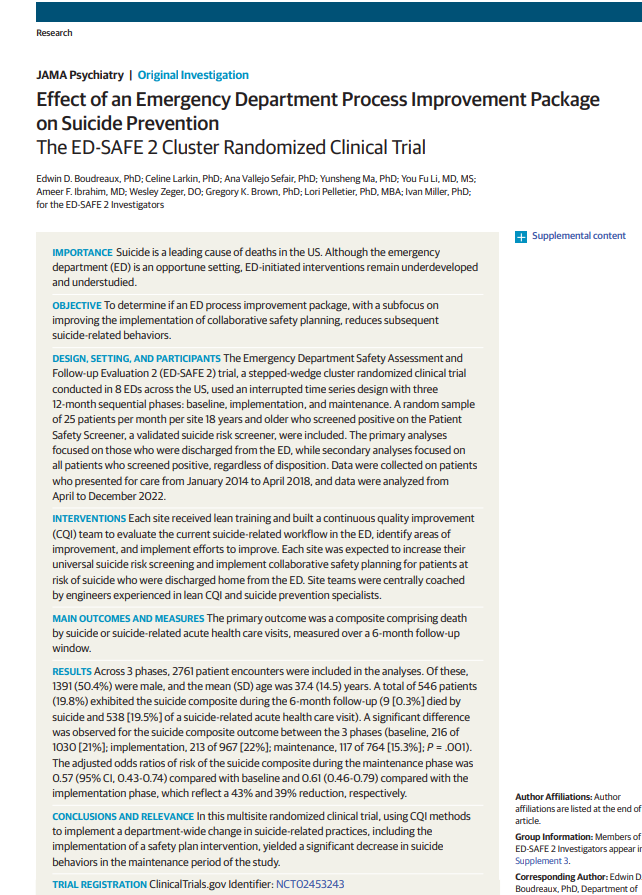 Research
JAMA Psychiatry | Original Investigation
Effect of an Emergency Department Process Improvement Package
on Suicide Prevention
The ED-SAFE 2 Cluster Randomized Clinical Trial
Edwin D. Boudreaux, PhD; Celine Larkin, PhD; Ana Vallejo Sefair, PhD; Yunsheng Ma, PhD; You Fu Li, MD, MS;
Ameer F. Ibrahim, MD; Wesley Zeger, DO; Gregory K. Brown, PhD; Lori Pelletier, PhD, MBA; Ivan Miller, PhD;
for the ED-SAFE 2 Investigators
Supplemental content
IMPORTANCE Suicide is a leading cause of deaths in the US. Although the emergency
department (ED) is an opportune setting, ED-initiated interventions remain underdeveloped
and understudied.
OBJECTIVE To determine if an ED process improvement package, with a subfocus on
improving the implementation of collaborative safety planning, reduces subsequent
suicide-related behaviors.
DESIGN, SETTING, AND PARTICIPANTS The Emergency Department Safety Assessment and
Follow-up Evaluation 2 (ED-SAFE 2) trial, a stepped-wedge cluster randomized clinical trial
conducted in 8 EDs across the US, used an interrupted time series design with three
12-month sequential phases: baseline, implementation, and maintenance. A random sample
of 25 patients per month per site 18 years and older who screened positive on the Patient
Safety Screener, a validated suicide risk screener, were included. The primary analyses
focused on those who were discharged from the ED, while secondary analyses focused on
all patients who screened positive, regardless of disposition. Data were collected on patients
who presented for care from January 2014 to April 2018, and data were analyzed from
April to December 2022.
INTERVENTIONS Each site received lean training and built a continuous quality improvement
(CQI) team to evaluate the current suicide-related workflow in the ED, identify areas of
improvement, and implement efforts to improve. Each site was expected to increase their
universal suicide risk screening and implement collaborative safety planning for patients at
risk of suicide who were discharged home from the ED. Site teams were centrally coached
by engineers experienced in lean CQI and suicide prevention specialists.
MAIN OUTCOMES AND MEASURES The primary outcome was a composite comprising death
by suicide or suicide-related acute health care visits, measured over a 6-month follow-up
window.
RESULTS Across 3 phases, 2761 patient encounters were included in the analyses. Of these,
1391 (50.4%) were male, and the mean (SD) age was 37.4 (14.5) years. A total of 546 patients
(19.8%) exhibited the suicide composite during the 6-month follow-up (9 [0.3%] died by
suicide and 538 [19.5%] of a suicide-related acute health care visit). A significant difference
was observed for the suicide composite outcome between the 3 phases (baseline, 216 of
1030 [21%]; implementation, 213 of 967 [22%]; maintenance, 117 of 764 [15.3%]; P = .001).
The adjusted odds ratios of risk of the suicide composite during the maintenance phase was
0.57 (95% CI, 0.43-0.74) compared with baseline and 0.61 (0.46-0.79) compared with the
implementation phase, which reflect a 43% and 39% reduction, respectively.
CONCLUSIONS AND RELEVANCE In this multisite randomized clinical trial, using CQI methods
to implement a department-wide change in suicide-related practices, including the
implementation of a safety plan intervention, yielded a significant decrease in suicide
behaviors in the maintenance period of the study.
TRIAL REGISTRATION ClinicalTrials.gov Identifier: NCT02453243
Author Affiliations: Author
affiliations are listed at the end of
article.
Group Information: Members of
ED-SAFE 2 Investigators appear in
Supplement 3.
Corresponding Author: Edwin D.
Boudreaux, PhD, Department of